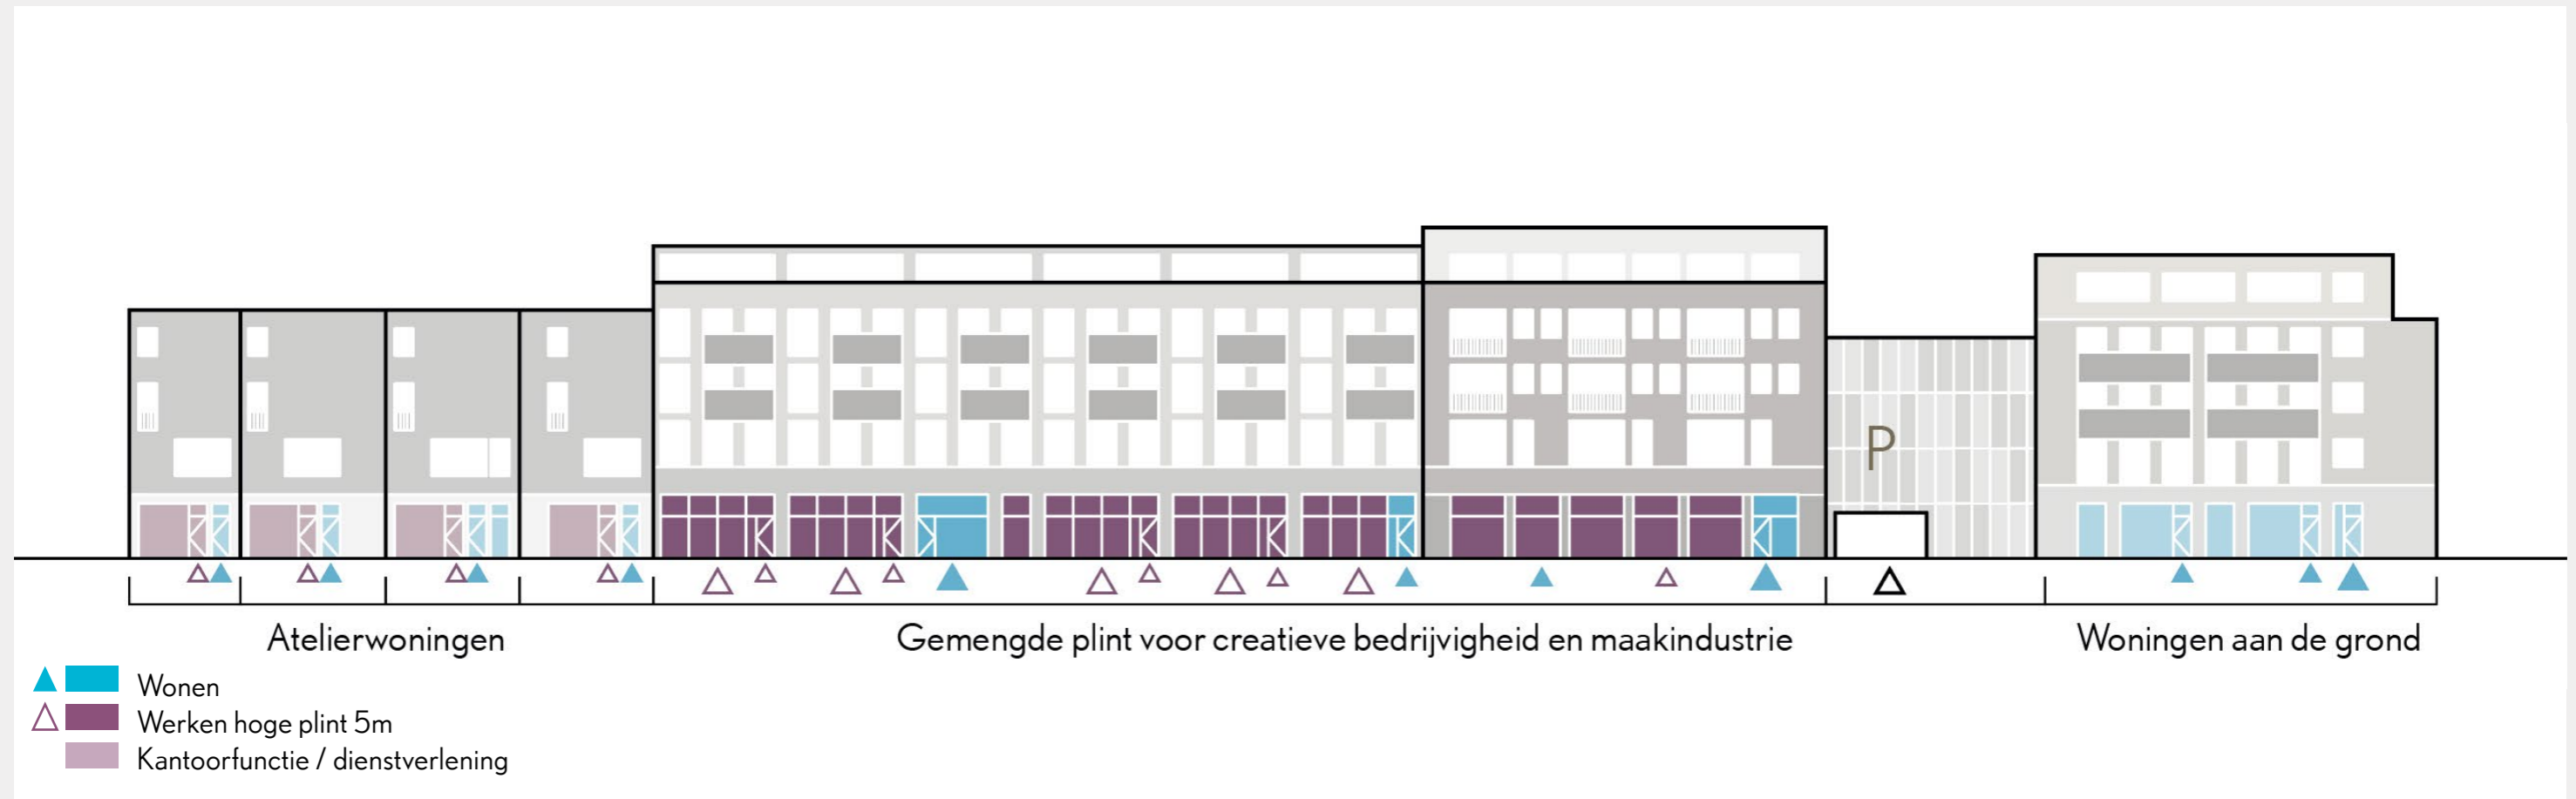 P
Atelierwoningen
Gemengde plint voor creatieve bedrijvigheid en maakindustrie
Woningen aan de grond
Wonen
Werken hoge plint 5m
Kantoorfunctie / dienstverlening